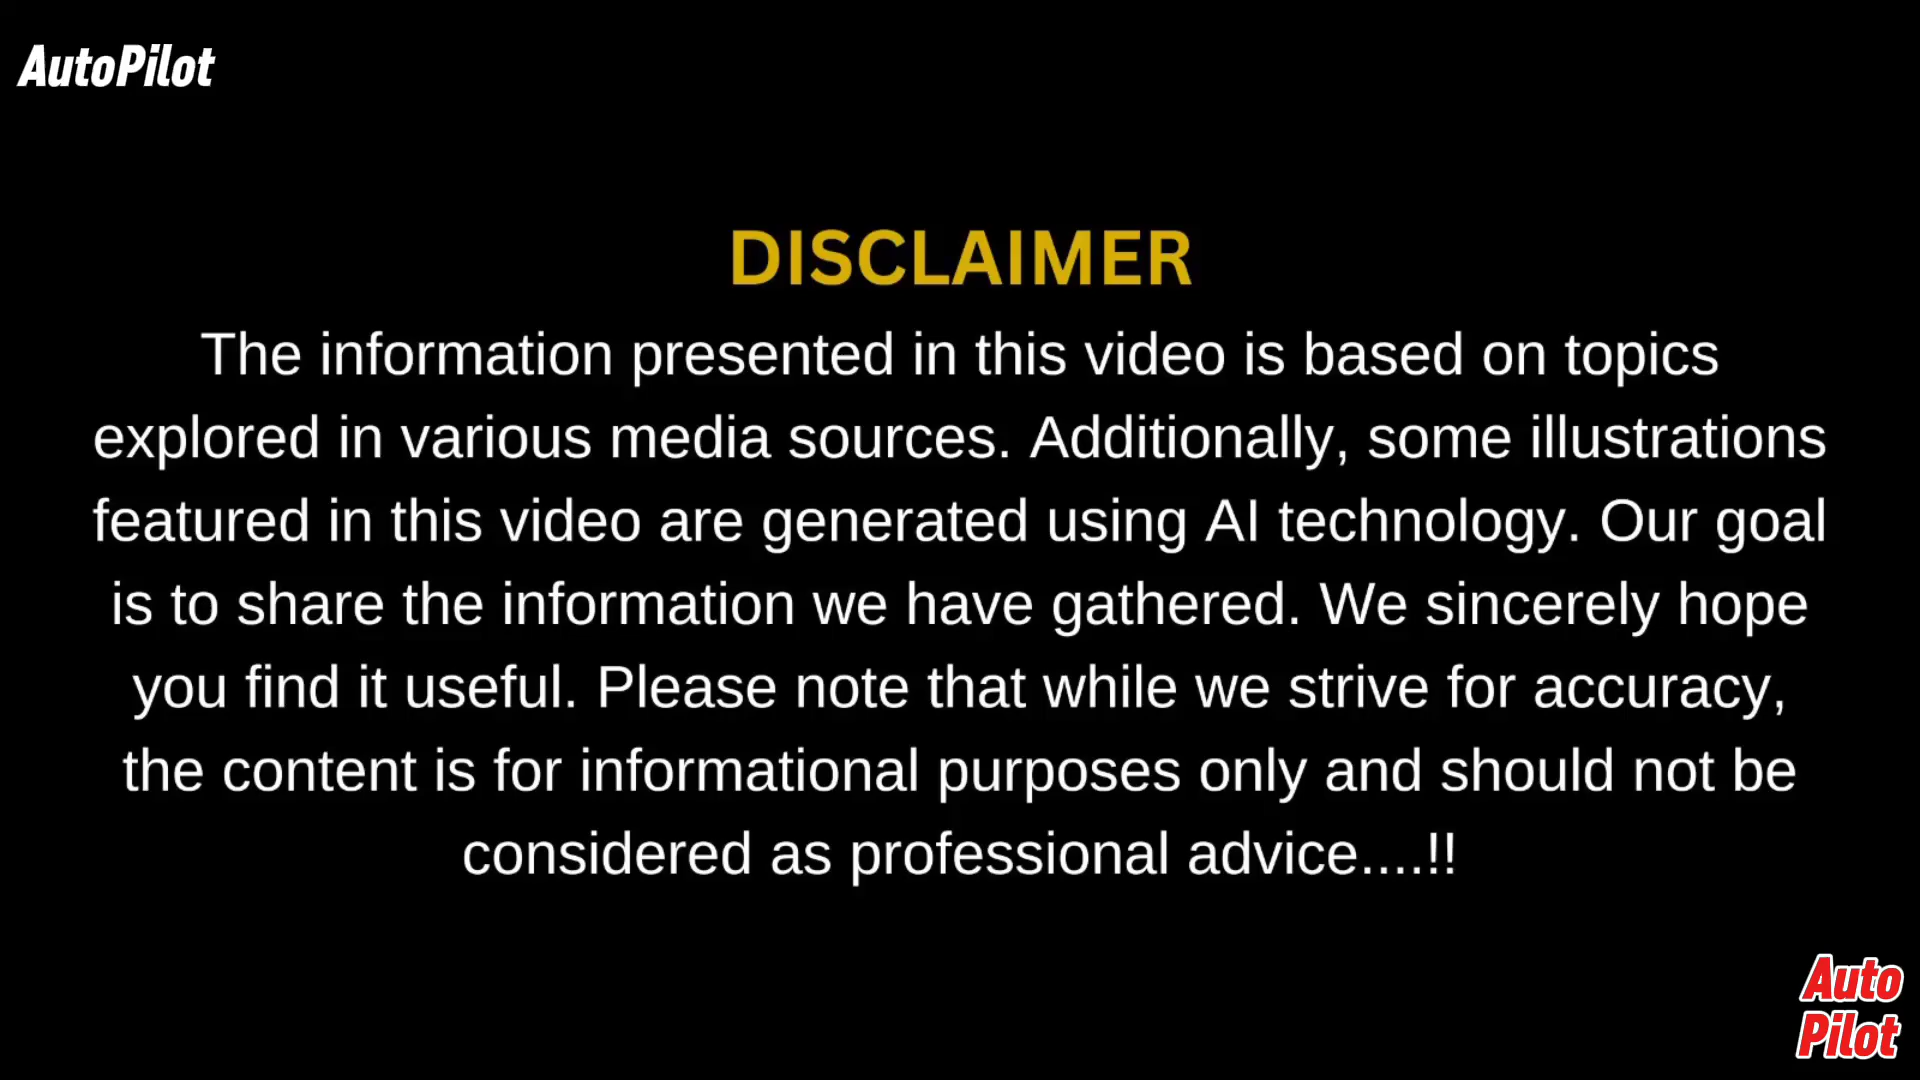 AutoPilot
DISCLAIMER
The information presented in this video is based on topics
explored in various media sources. Additionally, some illustrations
featured in this video are generated using AI technology. Our goal
is to share the information we have gathered. We sincerely hope
you find it useful. Please note that while we strive for accuracy,
the content is for informational purposes only and should not be
considered as professional advice....!!
Auto
Pilot